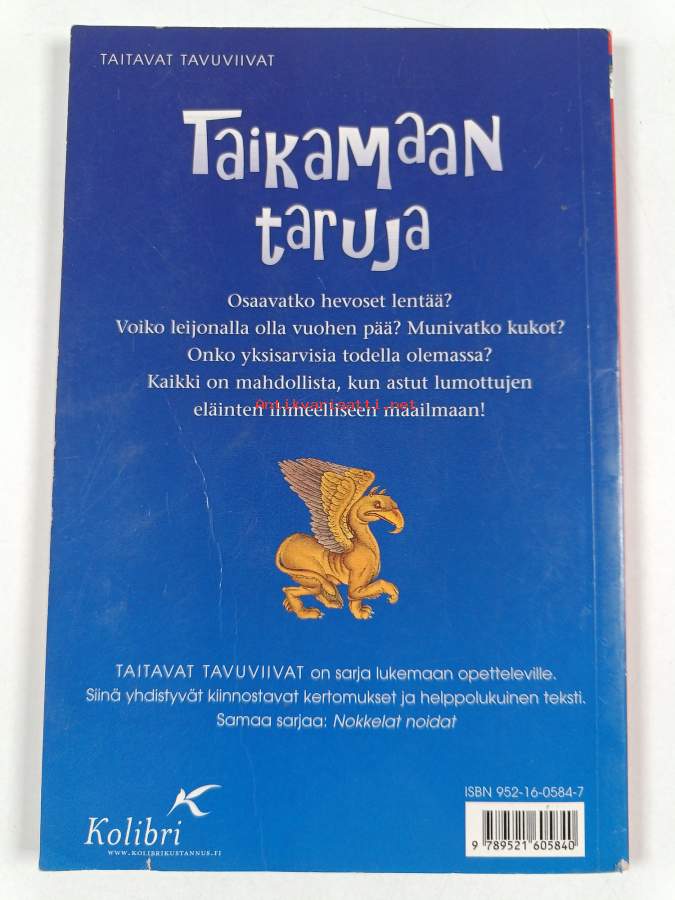 TAITAVAT TAVUVIIVAT
Taikamaan
taruja
Osaavatko hevoset lentää?
Voiko leijonalla olla vuohen pää? Munivatko kukot?
Onko yksisarvisia todella olemassa?
Kaikki on mahdollista, kun astut lumottujen
eläinten ihmeelliseen maailmaan!
Antikvariaatti.net
TAITAVAT TAVUVIIVAT on sarja lukemaan opetteleville.
Siinä yhdistyvät kiinnostavat kertomukset ja helppolukuinen teksti.
Samaa sarjaa: Nokkelat noidat
ISBN 952-16-0584-7
9 789521 605840
Kolibri
WWW.KOLIBRIKUSTANNUS.FI